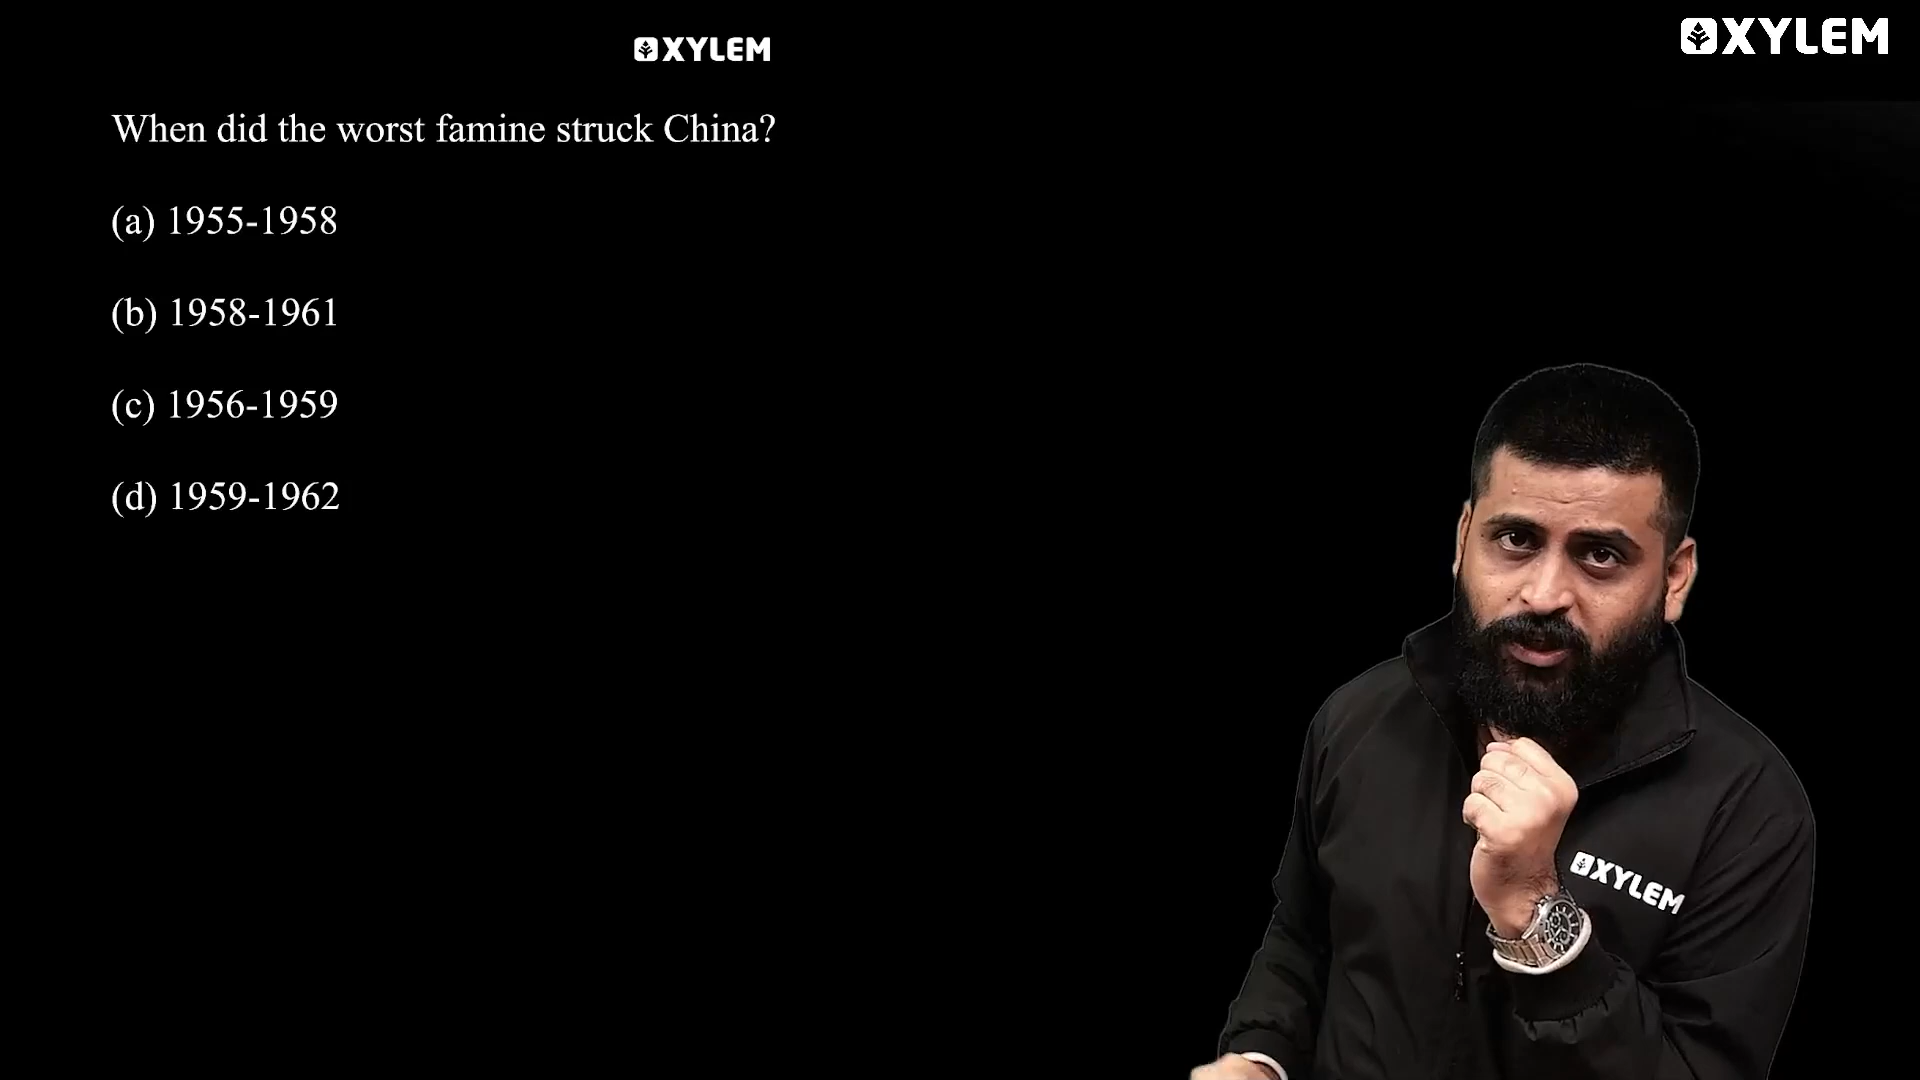 XYLEM
XYLEM
When did the worst famine struck China?
(a) 1955-1958
(b) 1958-1961
(c) 1956-1959
(d) 1959-1962
XYLEM